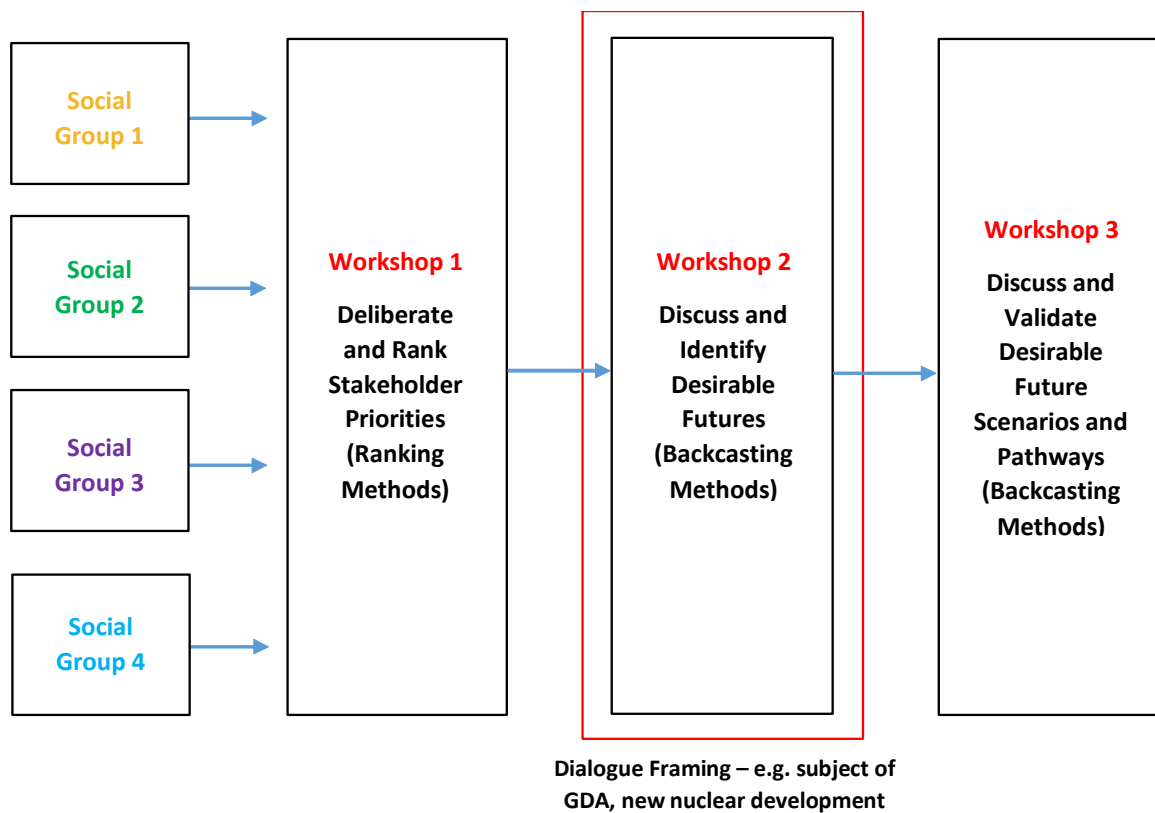 Social
Group 1
Social
Group 2
Social
Group 3
Social
Group 4
Workshop 1
Deliberate
and Rank
Stakeholder
Priorities
(Ranking
Methods)
Workshop 2
Discuss and
Identify
Desirable
Futures
(Backcasting
Methods)
Workshop 3
Discuss and
Validate
Desirable
Future
Scenarios and
Pathways
(Backcasting
Methods)
Dialogue Framing – e.g. subject of
GDA, new nuclear development